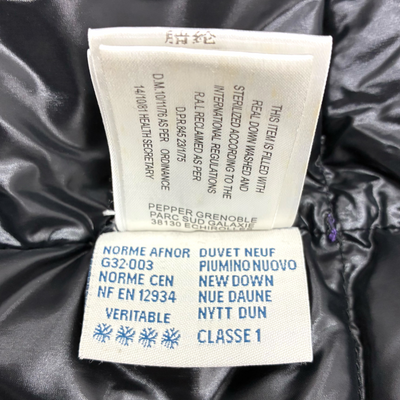 THIS ITEM IS FILLED WITH
REAL DOWN WASHED AND
STERILIZED ACCORDING TO THE
INTERNATIONAL REGULATIONS
R.A.L RECLAIMED AS PER
D.P.R. 845 231/75
D.M. 10/11/76 AS PER
HEALTH ORDINANCE
14/10/81 HEALTH SECRETARY
PEPPER GRENOBLE
PARC SUD GALAXIE
38130 ECHIROLLES
NORME AFNOR
G32-003
NORME CEN
NF EN 12934
VERITABLE
DUVET NEUF
PIUMINO NUOVO
NEW DOWN
NUE DAUNE
NYTT DUN
CLASSE 1